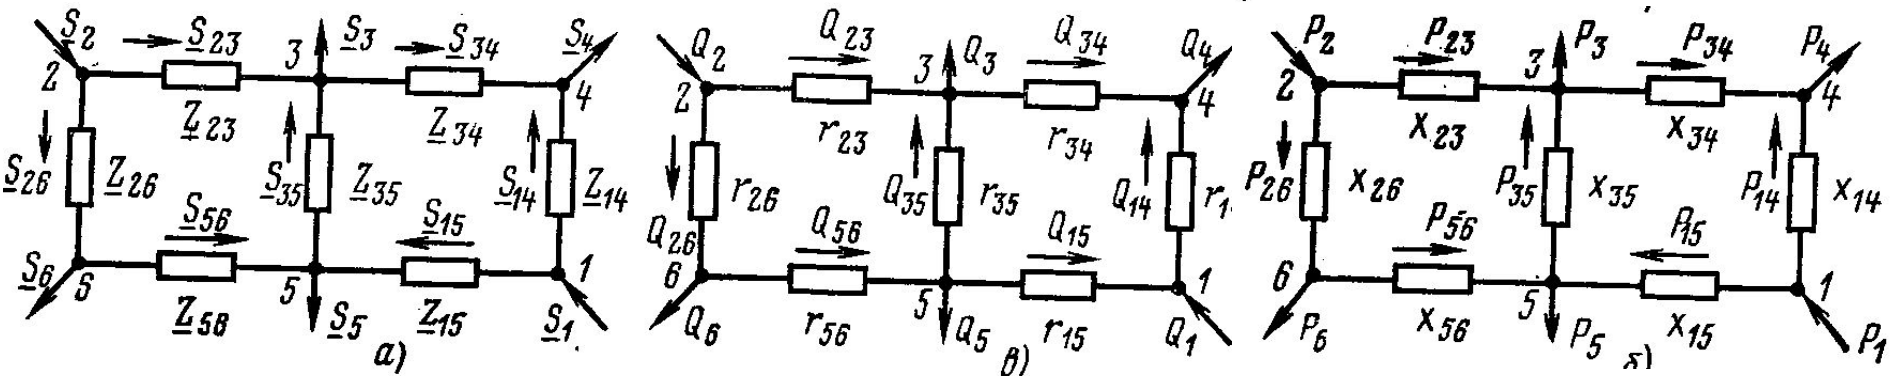 S2 S23 3 S3 S34 S4
2 Z23 Z34 4
S26 Z26 S35 Z35 S14 Z14
S56 S15
S6 6 Z56 5 S5 Z15 1 S1
а)
Q2 Q23 3 Q3 Q34 Q4
2 r23 r34 4
Q26 r26 Q35 r35 Q14 r1
Q56 Q15
6 Q6 r56 5 Q5 r15 1 Q1
в)
P2 P23 3 P3 P34 P4
2 x23 x34 4
P26 x26 P35 x35 P14 x14
P56 P15
6 P6 x56 5 P5 x15 1 P1
б)